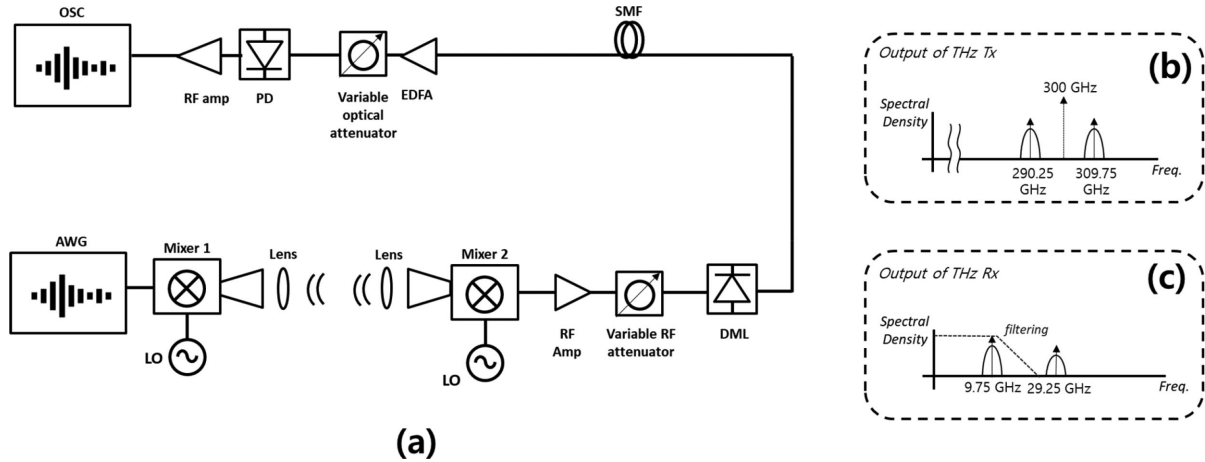 OSC
RF amp
PD
Variable
optical
attenuator
EDFA
SMF
AWG
Mixer 1
LO
Lens
Lens
Mixer 2
LO
RF
Amp
Variable RF
attenuator
DML
(a)
Output of THz Tx
(b)
300 GHz
Spectral
Density
290.25
GHz
309.75
GHz
Freq.
Output of THz Rx
(c)
Spectral
Density
filtering
9.75 GHz
29.25 GHz
Freq.